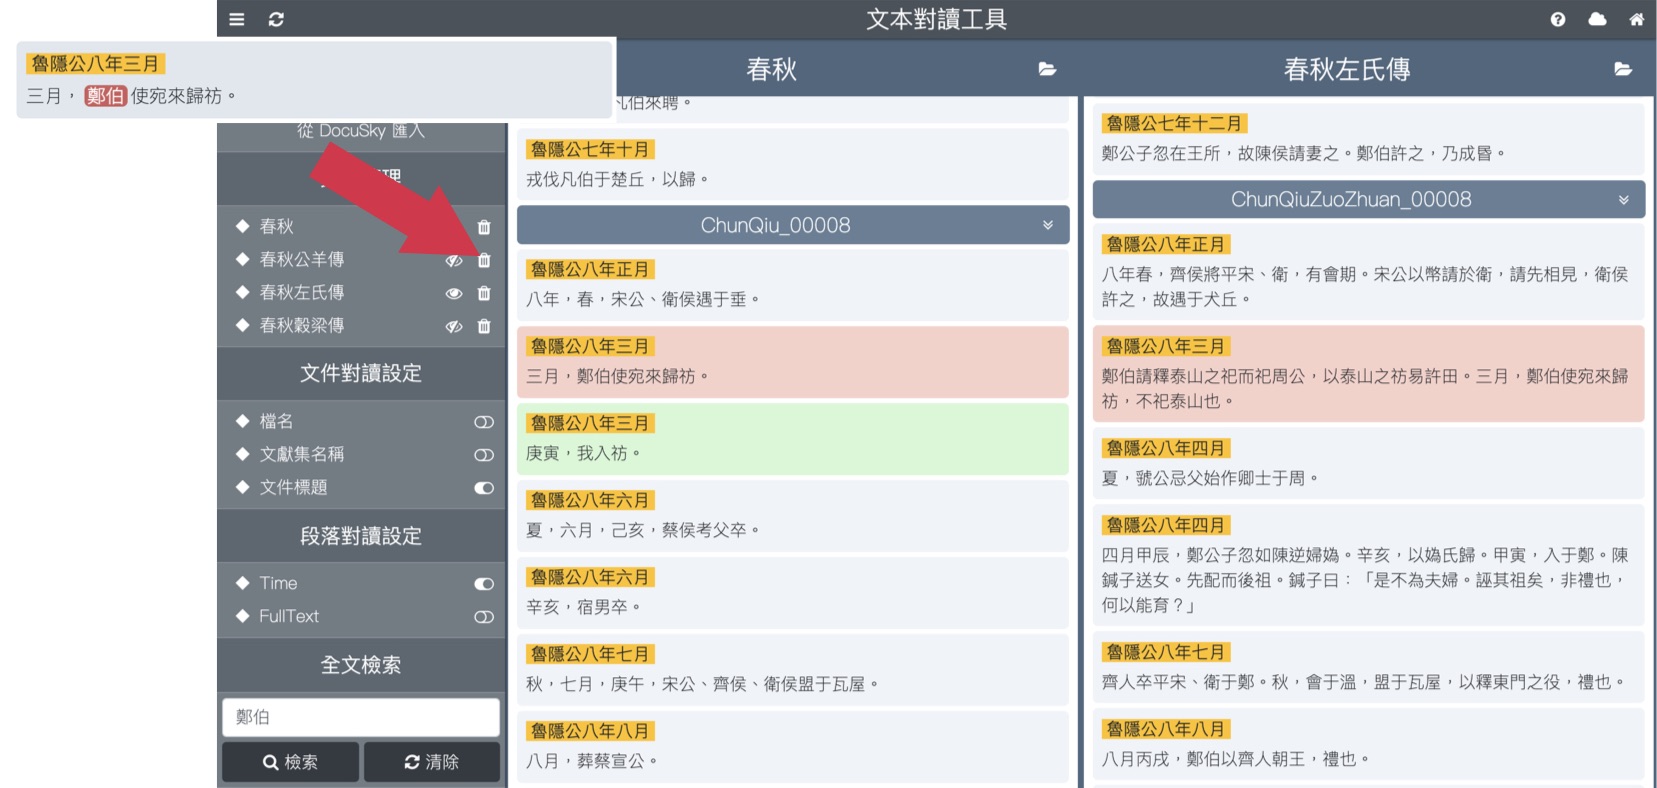 文本對讀工具
魯隱公八年三月
三月，鄭伯使宛來歸祊。
從 DocuSky 匯入
理
春秋
春秋公羊傳
春秋左氏傳
春秋穀梁傳
文件對讀設定
檔名
文獻集名稱
文件標題
段落對讀設定
Time
FullText
全文檢索
鄭伯
檢索
清除
春秋
凡伯來聘。
魯隱公七年十月
戎伐凡伯于楚丘，以歸。
ChunQiu_00008
魯隱公八年正月
八年，春，宋公、衛侯遇于垂。
魯隱公八年三月
三月，鄭伯使宛來歸祊。
魯隱公八年三月
庚寅，我入祊。
魯隱公八年六月
夏，六月，己亥，蔡侯考父卒。
魯隱公八年六月
辛亥，宿男卒。
魯隱公八年七月
秋，七月，庚午，宋公、齊侯、衛侯盟于瓦屋。
魯隱公八年八月
八月，葬蔡宣公。
春秋左氏傳
魯隱公七年十二月
鄭公子忽在王所，故陳侯請妻之。鄭伯許之，乃成昏。
ChunQiuZuoZhuan_00008
魯隱公八年正月
八年春，齊侯將平宋、衛，有會期。宋公以幣請於衛，請先相見，衛侯
許之，故遇于犬丘。
魯隱公八年三月
鄭伯請釋泰山之祀而祀周公，以泰山之祊易許田。三月，鄭伯使宛來歸
祊，不祀泰山也。
魯隱公八年四月
夏，虢公忌父始作卿士于周。
魯隱公八年四月
四月甲辰，鄭公子忽如陳逆婦媯。辛亥，以媯氏歸。甲寅，入于鄭。陳
鍼子送女。先配而後祖。鍼子曰：「是不為夫婦。誣其祖矣，非禮也，
何以能育？」
魯隱公八年七月
齊人卒平宋、衛于鄭。秋，會于溫，盟于瓦屋，以釋東門之役，禮也。
魯隱公八年八月
八月丙戌，鄭伯以齊人朝王，禮也。